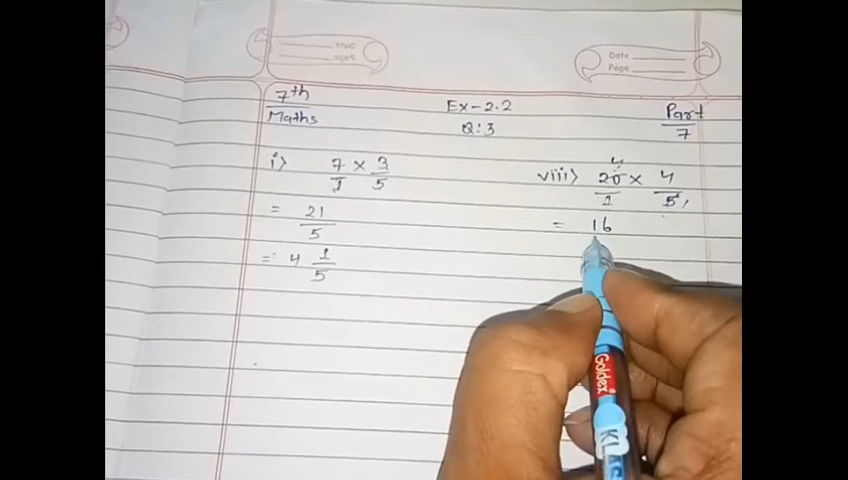 Date
Page
7th
Maths
Ex-2.2
Q:3
Part
7
i> 7/1 × 3/5
= 21/5
= 4 1/5
viii> 4
20/1 × 4/5,
= 16
Goldex
KLAS